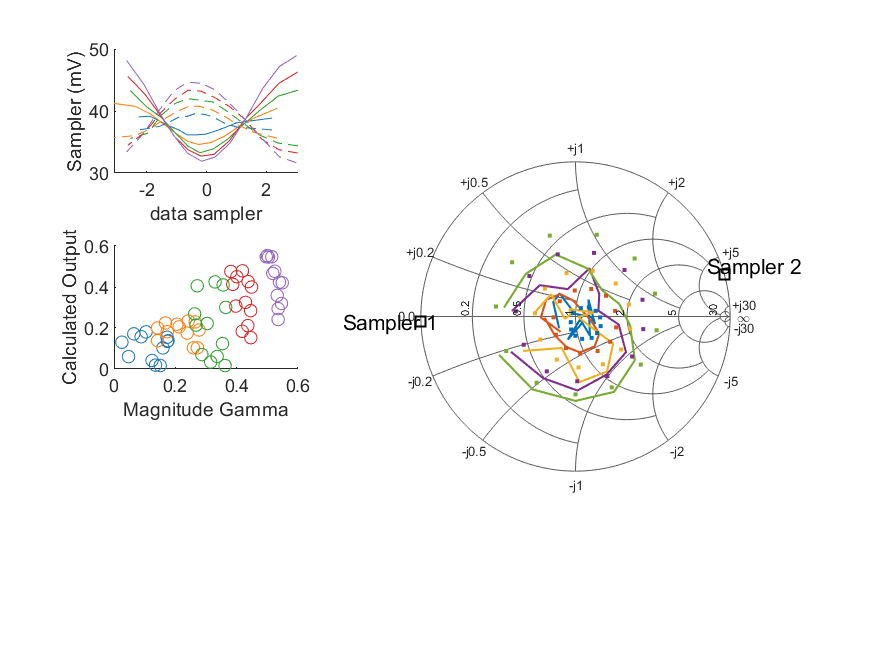 50
40
30
Sampler (mV)
-2
0
2
data sampler
0.6
0.4
0.2
0
Calculated Output
0
0.2
0.4
0.6
Magnitude Gamma
+j1
+j0.5
+j2
+j0.2
+j5
Sampler 2
0.2
0.5
1
2
5
30
+j30
∞
-j30
0.0
Sampler 1
-j0.2
-j5
-j0.5
-j2
-j1